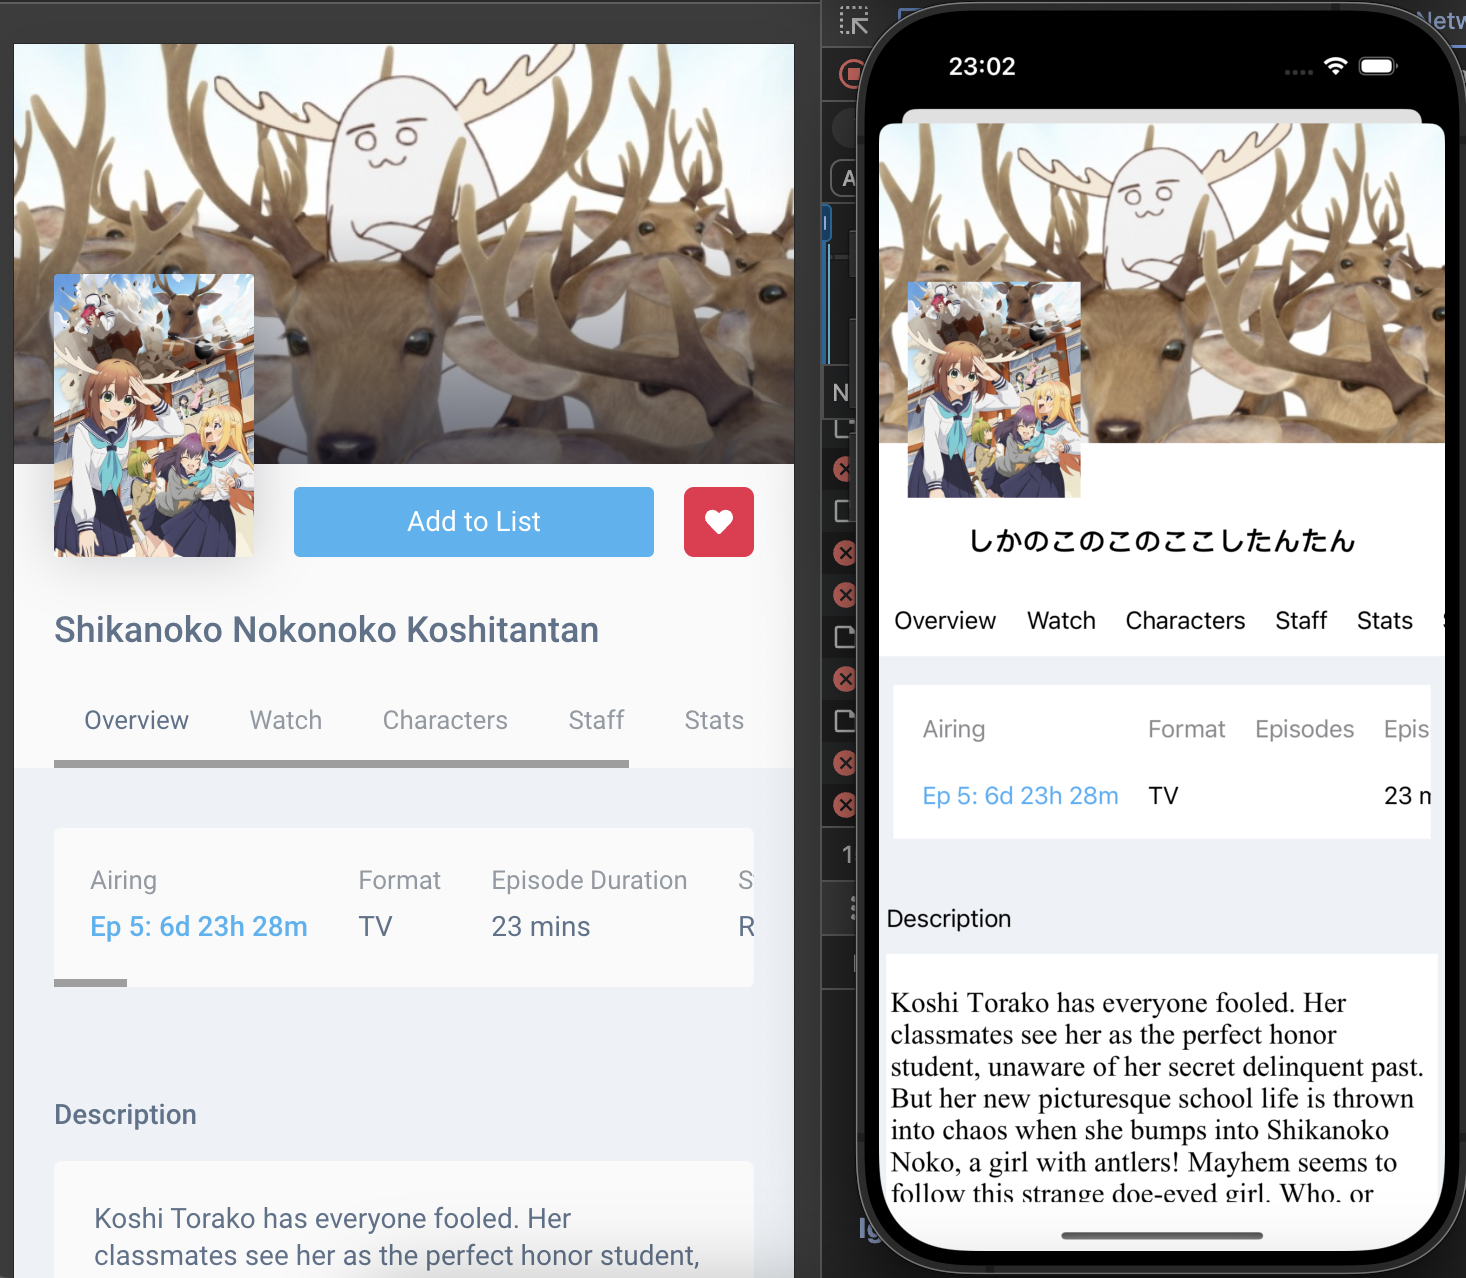 Add to List
Shikanoko Nokonoko Koshitantan
Overview Watch Characters Staff Stats
Airing Format Episode Duration
Ep 5: 6d 23h 28m TV 23 mins
Description
Koshi Torako has everyone fooled. Her
classmates see her as the perfect honor student,
23:02
しかのこのこのここしたんたん
Overview Watch Characters Staff Stats
Airing Format Episodes Epis
Ep 5: 6d 23h 28m TV 23 m
Description
Koshi Torako has everyone fooled. Her
classmates see her as the perfect honor
student, unaware of her secret delinquent past.
But her new picturesque school life is thrown
into chaos when she bumps into Shikanoko
Noko, a girl with antlers! Mayhem seems to
follow this strange doe-eyed girl. Who, or
Netw